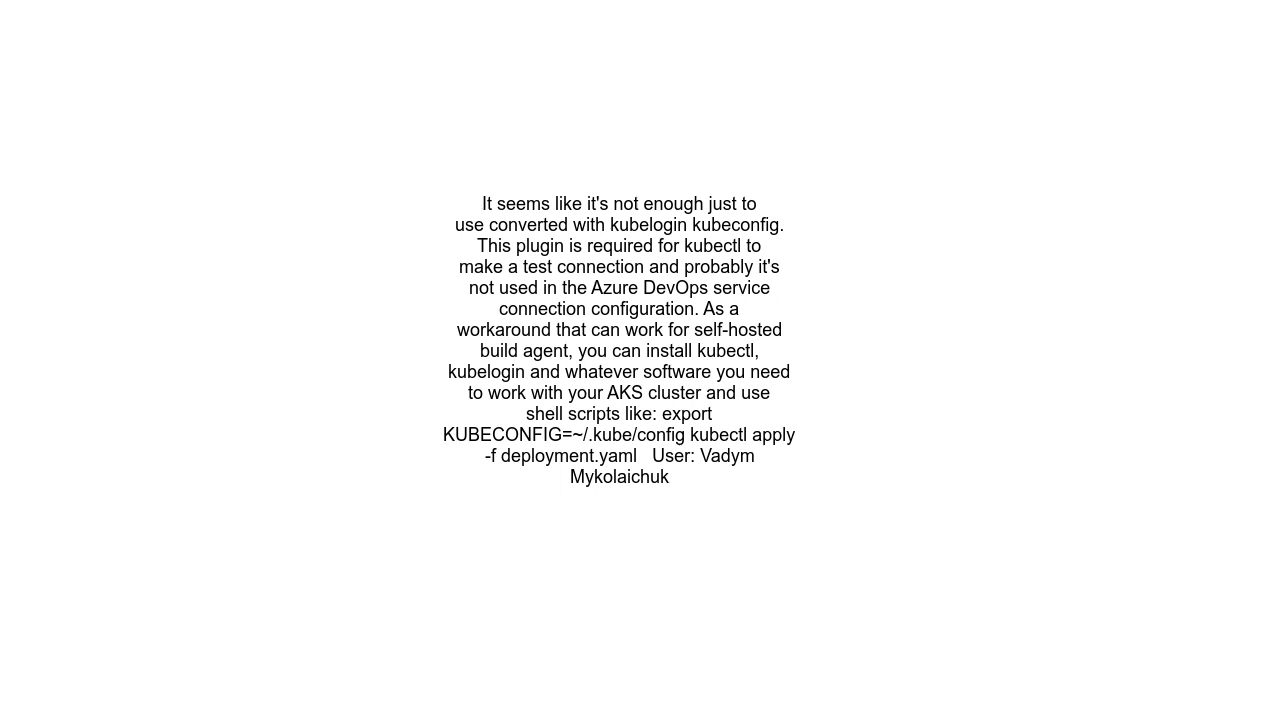 It seems like it's not enough just to
use converted with kubelogin kubeconfig.
This plugin is required for kubectl to
make a test connection and probably it's
not used in the Azure DevOps service
connection configuration. As a
workaround that can work for self-hosted
build agent, you can install kubectl,
kubelogin and whatever software you need
to work with your AKS cluster and use
shell scripts like: export
KUBECONFIG=~/.kube/config kubectl apply
-f deployment.yaml   User: Vadym
Mykolaichuk